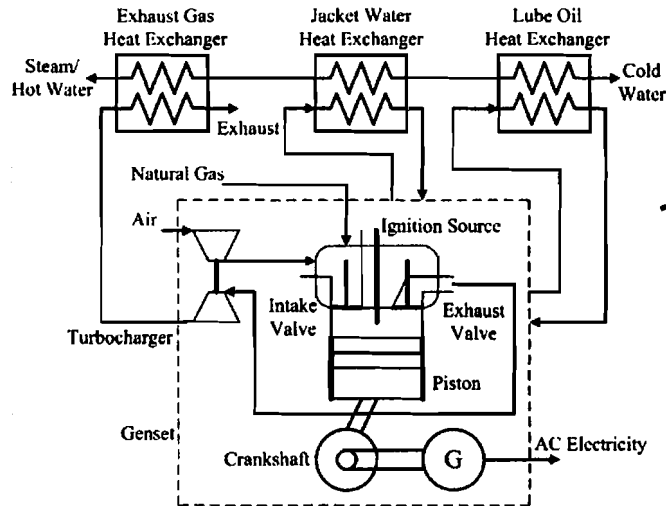 Exhaust Gas
Heat Exchanger
Jacket Water
Heat Exchanger
Lube Oil
Heat Exchanger
Steam/
Hot Water
Cold
Water
Exhaust
Natural Gas
Air
Ignition Source
Intake
Valve
Exhaust
Valve
Turbocharger
Piston
Genset
Crankshaft
G
AC Electricity